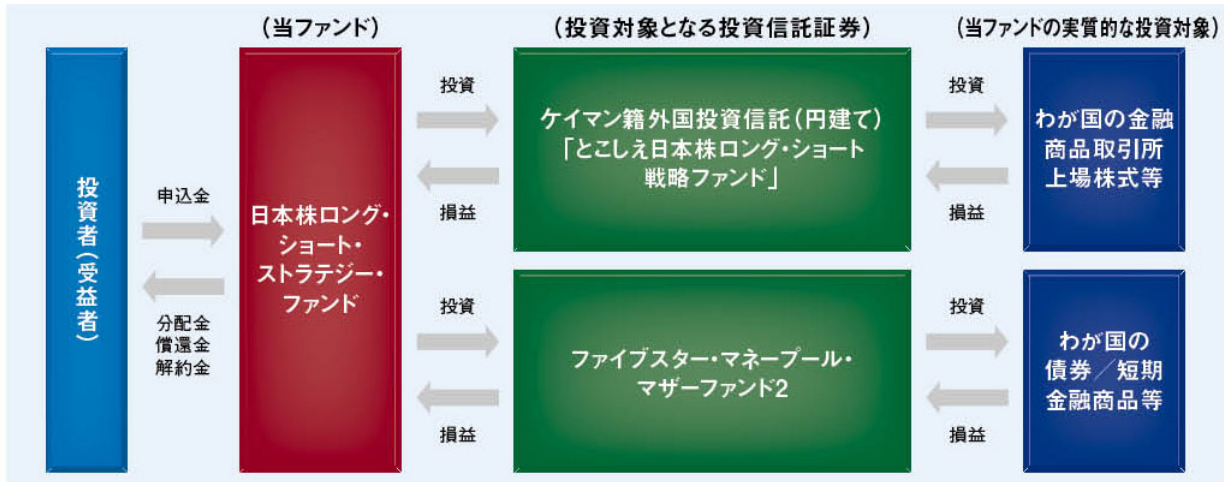 (当ファンド)
(投資対象となる投資信託証券)
(当ファンドの実質的な投資対象)
投資者(受益者)
申込金
分配金
償還金
解約金
日本株ロング・
ショート・
ストラテジー・
ファンド
投資
損益
ケイマン籍外国投資信託(円建て)
「とこしえ日本株ロング・ショート
戦略ファンド」
投資
損益
わが国の金融
商品取引所
上場株式等
投資
損益
ファイブスター・マネープール・
マザーファンド2
投資
損益
わが国の
債券／短期
金融商品等